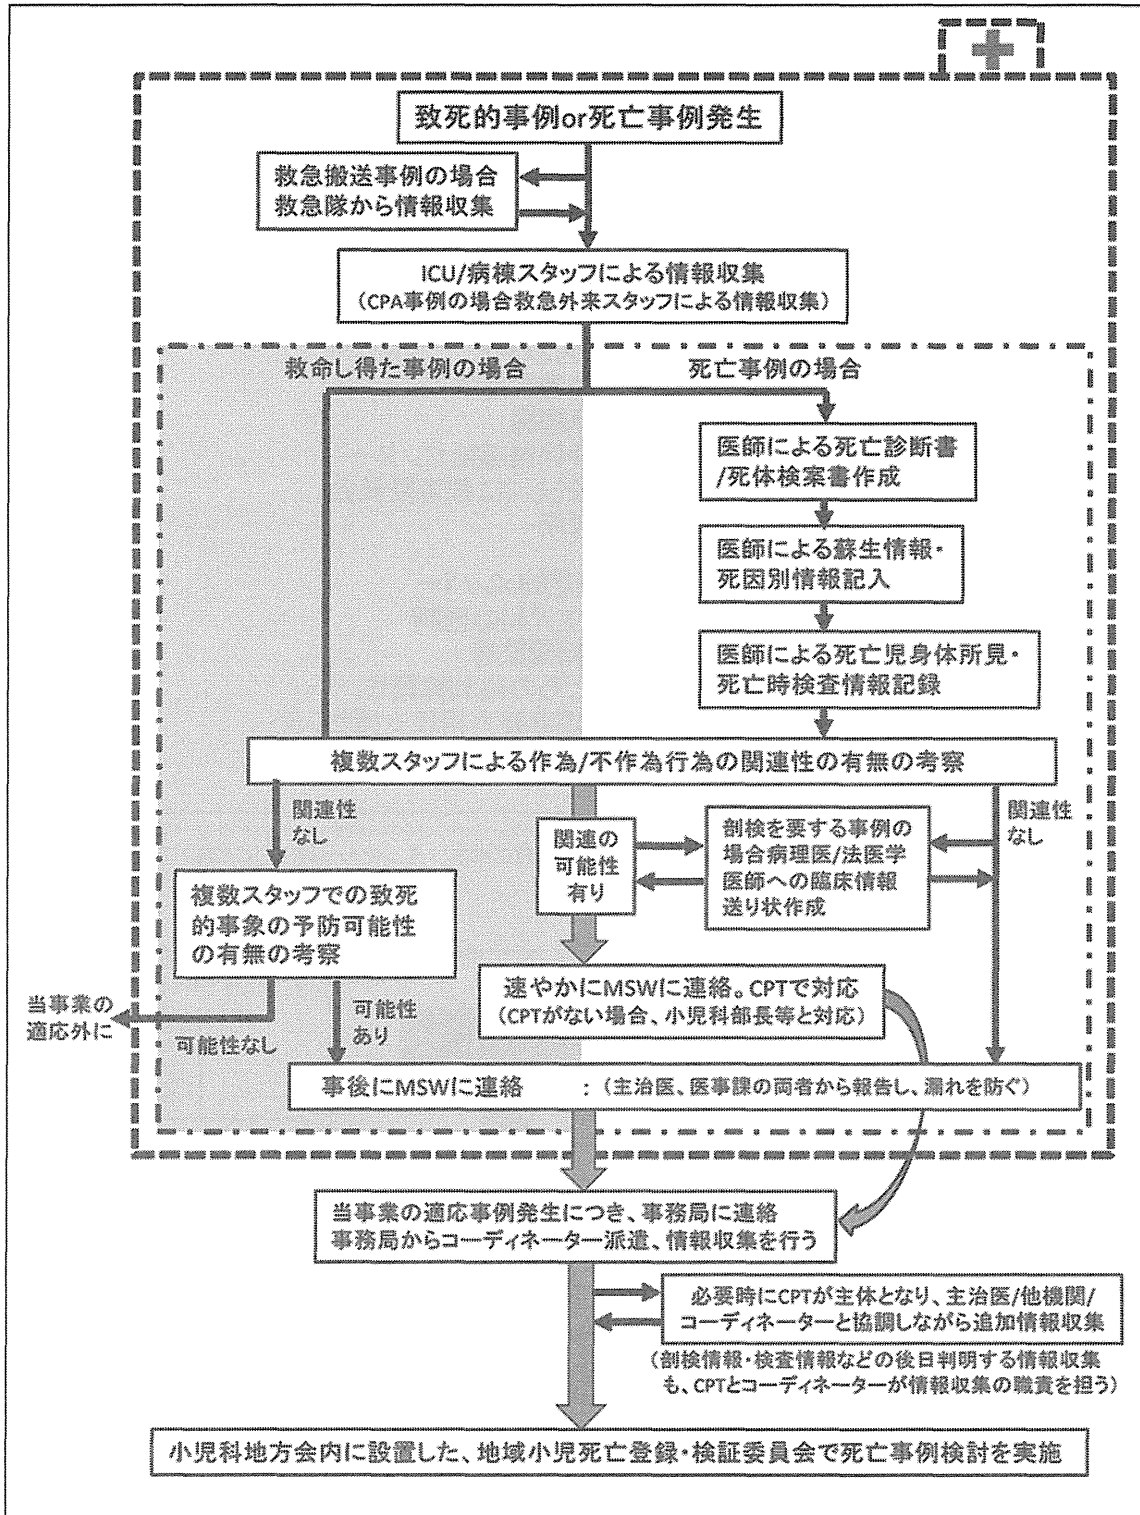 致死的事例or死亡事例発生
救急搬送事例の場合
救急隊から情報収集
ICU/病棟スタッフによる情報収集
（CPA事例の場合救急外来スタッフによる情報収集）
救命し得た事例の場合
死亡事例の場合
医師による死亡診断書
/死体検案書作成
医師による蘇生情報・
死因別情報記入
医師による死亡児身体所見・
死亡時検査情報記録
複数スタッフによる作為/不作為行為の関連性の有無の考察
関連性
なし
関連の
可能性
有り
剖検を要する事例の
場合病理医/法医学
医師への臨床情報
送り状作成
関連性
なし
複数スタッフでの致死
的事象の予防可能性
の有無の考察
速やかにMSWに連絡。CPTで対応
（CPTがない場合、小児科部長等と対応）
当事業の
適応外に
可能性なし
可能性
あり
事後にMSWに連絡　：（主治医、医事課の両者から報告し、漏れを防ぐ）
当事業の適応事例発生につき、事務局に連絡
事務局からコーディネーター派遣、情報収集を行う
必要時にCPTが主体となり、主治医/他機関/
コーディネーターと協調しながら追加情報収集
（剖検情報・検査情報などの後日判明する情報収集
も、CPTとコーディネーターが情報収集の職責を担う）
小児科地方会内に設置した、地域小児死亡登録・検証委員会で死亡事例検討を実施